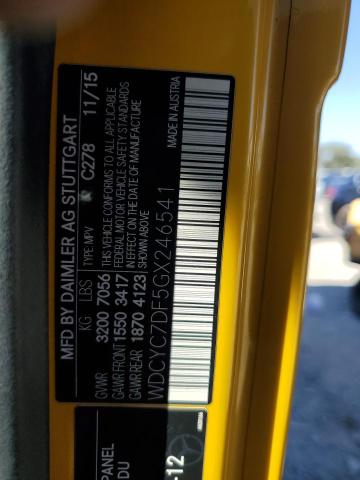 MFD BY DAIMLER AG STUTTGART
KG LBS C278 11/15
GVWR 3200 7056 TYPE: MPV
GAWR FRONT 1550 3417 THIS VEHICLE CONFORMS TO ALL APPLICABLE
GAWR REAR 1870 4123 FEDERAL MOTOR VEHICLE SAFETY STANDARDS
IN EFFECT ON THE DATE OF MANUFACTURE
MADE IN AUSTRIA
WDCYC7DF5GX246541
PANEL
DU
-12